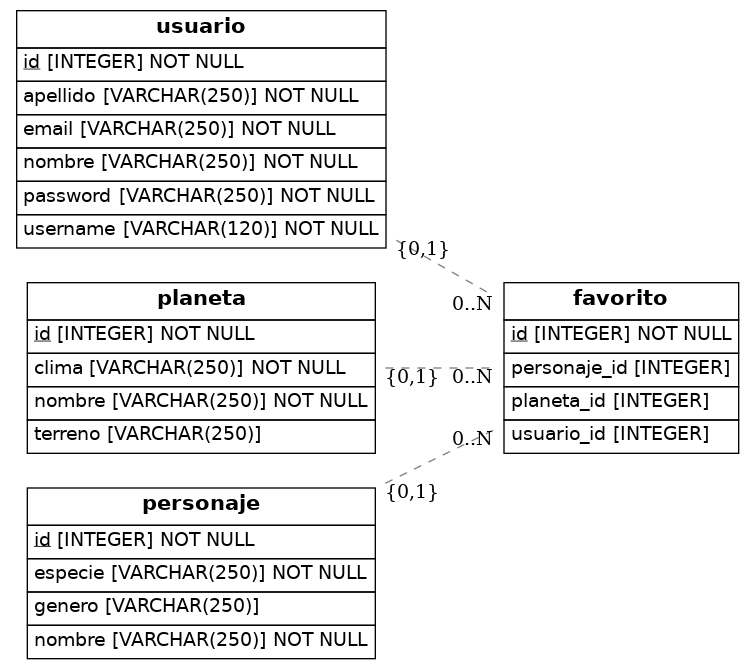 usuario
id [INTEGER] NOT NULL
apellido [VARCHAR(250)] NOT NULL
email [VARCHAR(250)] NOT NULL
nombre [VARCHAR(250)] NOT NULL
password [VARCHAR(250)] NOT NULL
username [VARCHAR(120)] NOT NULL
{0,1}
0..N
planeta
id [INTEGER] NOT NULL
clima [VARCHAR(250)] NOT NULL
nombre [VARCHAR(250)] NOT NULL
terreno [VARCHAR(250)]
{0,1}
0..N
favorito
id [INTEGER] NOT NULL
personaje_id [INTEGER]
planeta_id [INTEGER]
usuario_id [INTEGER]
0..N
{0,1}
personaje
id [INTEGER] NOT NULL
especie [VARCHAR(250)] NOT NULL
genero [VARCHAR(250)]
nombre [VARCHAR(250)] NOT NULL